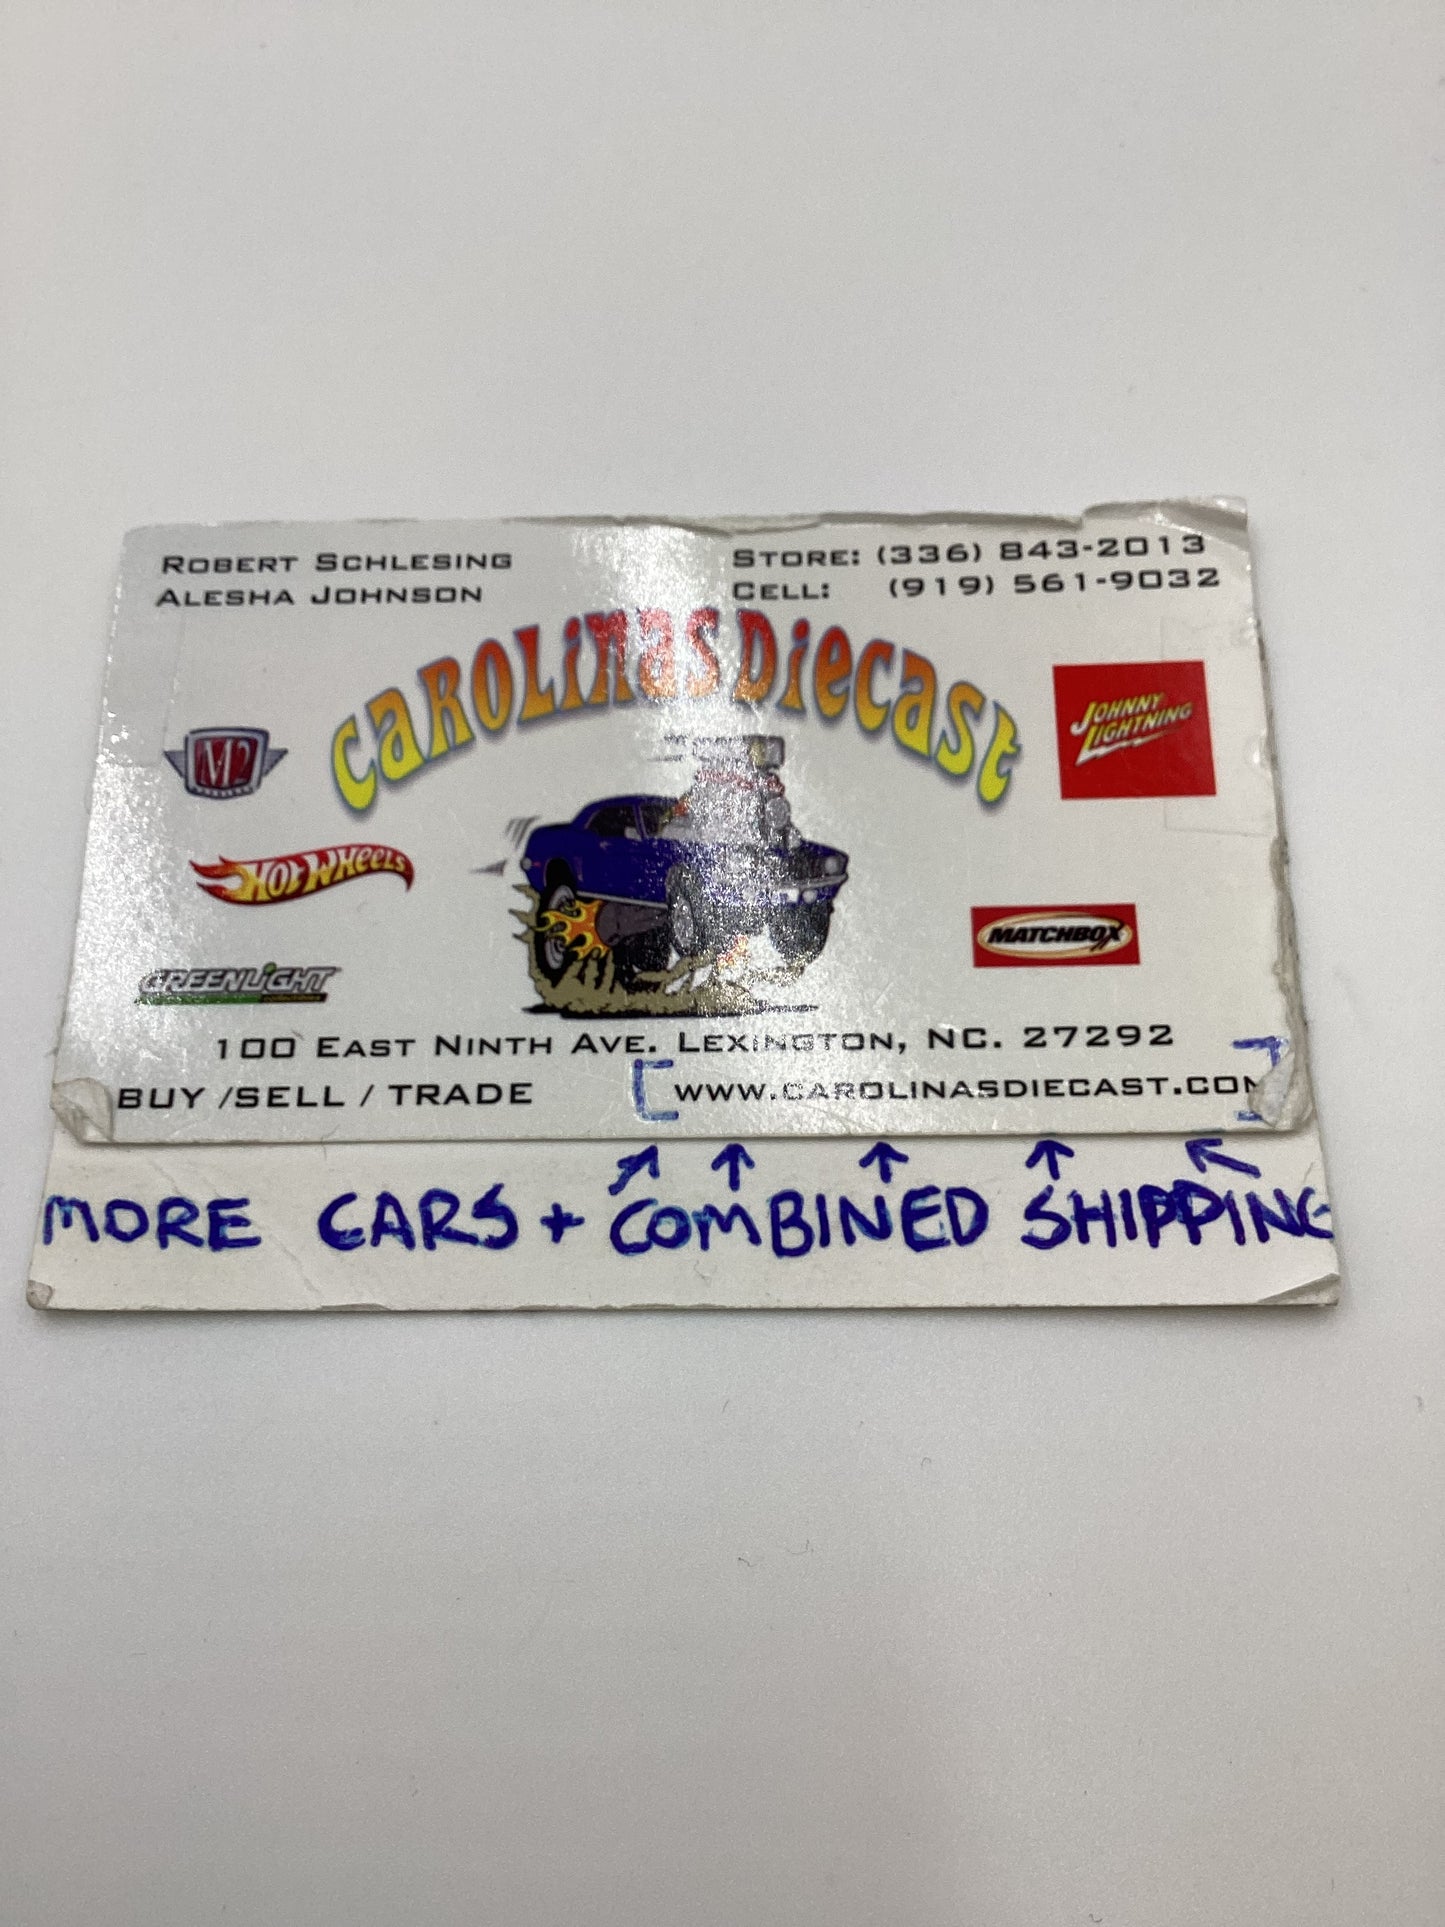 ROBERT SCHLESING
ALESHA JOHNSON
STORE: (336) 843-2013
CELL: (919) 561-9032
CAROLINAS DIECAST
M2
JOHNNY
LIGHTNING
HOT WHEELS
MATCHBOX
GREENLIGHT
100 EAST NINTH AVE. LEXINGTON, NC. 27292
BUY /SELL / TRADE
WWW.CAROLINASDIECAST.COM
MORE CARS + COMBINED SHIPPING